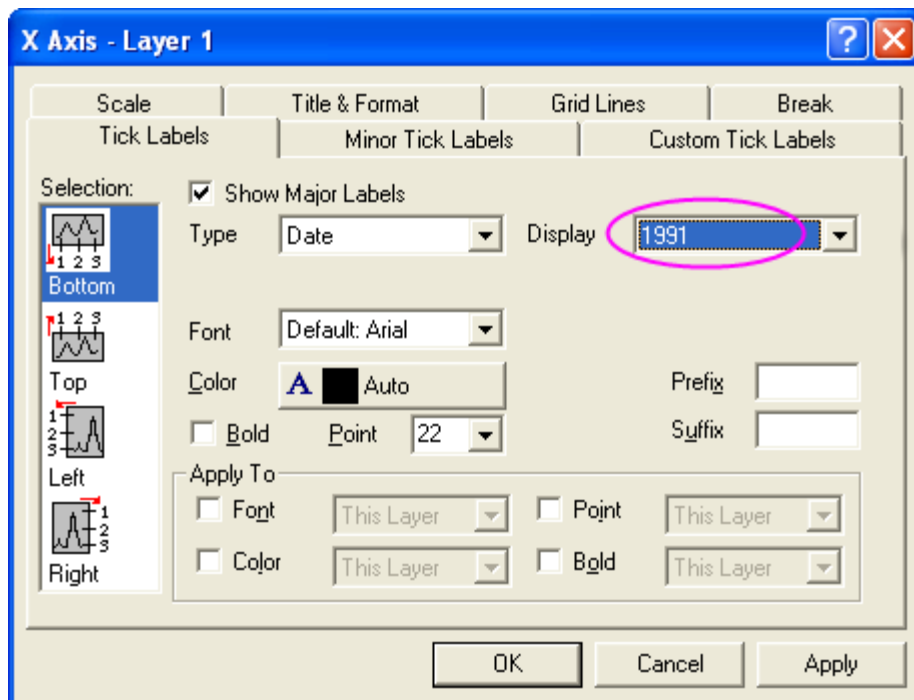 X Axis - Layer 1
Scale Title & Format Grid Lines Break
Tick Labels Minor Tick Labels Custom Tick Labels
Selection:
1 2 3
Bottom
1 2 3
Top
1
2
3
Left
1
2
3
Right
Show Major Labels
Type Date Display 1991
Font Default: Arial
Color A Auto Prefix
Bold Point 22 Suffix
Apply To
Font This Layer Point This Layer
Color This Layer Bold This Layer
OK Cancel Apply